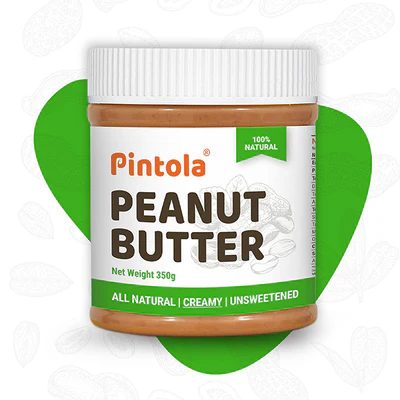 100%
NATURAL
Pintola®
PEANUT
BUTTER
Net Weight 350g
ALL NATURAL | CREAMY | UNSWEETENED